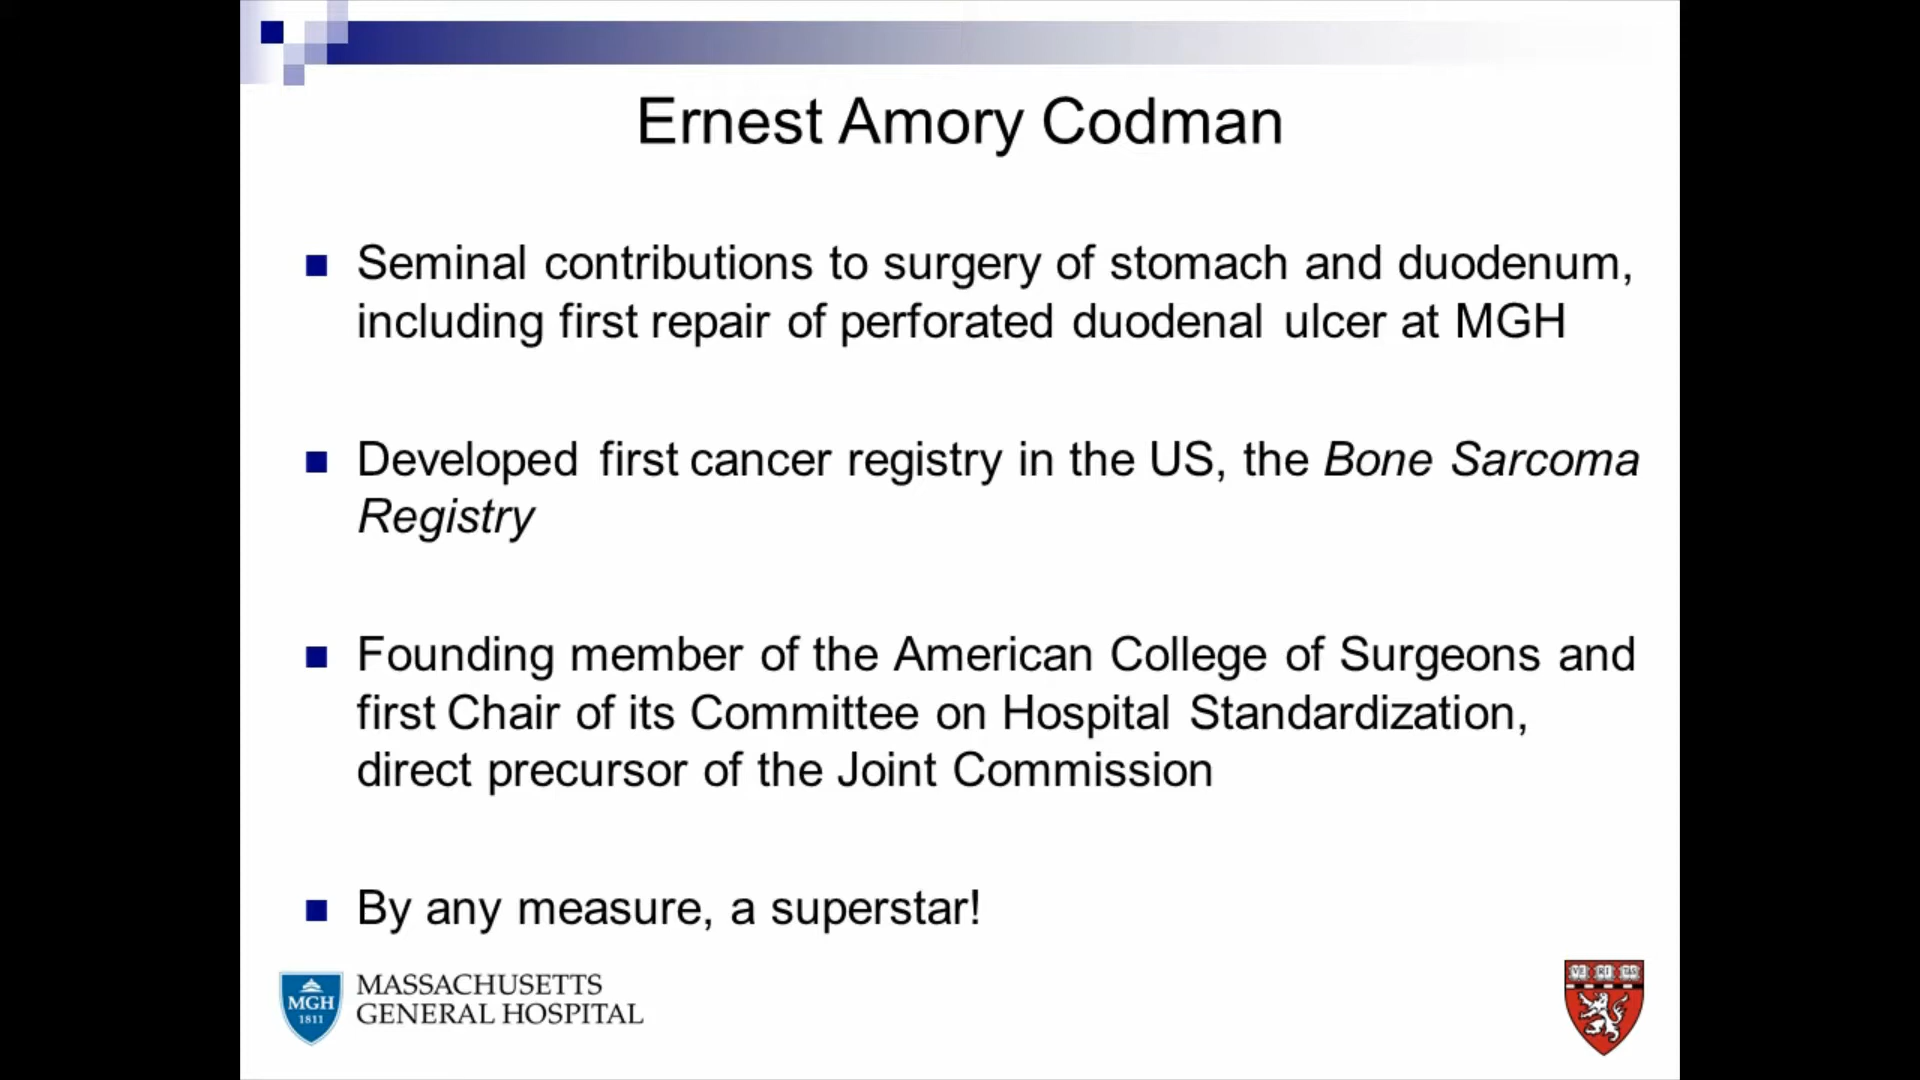 Ernest Amory Codman
Seminal contributions to surgery of stomach and duodenum,
including first repair of perforated duodenal ulcer at MGH
Developed first cancer registry in the US, the Bone Sarcoma
Registry
Founding member of the American College of Surgeons and
first Chair of its Committee on Hospital Standardization,
direct precursor of the Joint Commission
By any measure, a superstar!
MGH
1811
MASSACHUSETTS
GENERAL HOSPITAL
VE RI TAS